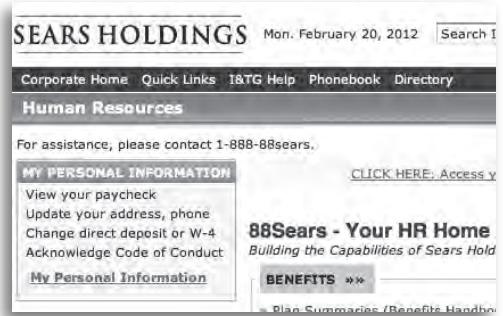 SEARS HOLDINGS Mon. February 20, 2012 Search
Corporate Home Quick Links I&TG Help Phonebook Directory
Human Resources
For assistance, please contact 1-888-88sears.
MY PERSONAL INFORMATION
CLICK HERE: Access
View your paycheck
Update your address, phone
Change direct deposit or W-4
Acknowledge Code of Conduct
My Personal Information
88Sears - Your HR Home
Building the Capabilities of Sears Hold
BENEFITS »»
» Plan Summaries (Benefits Handbo